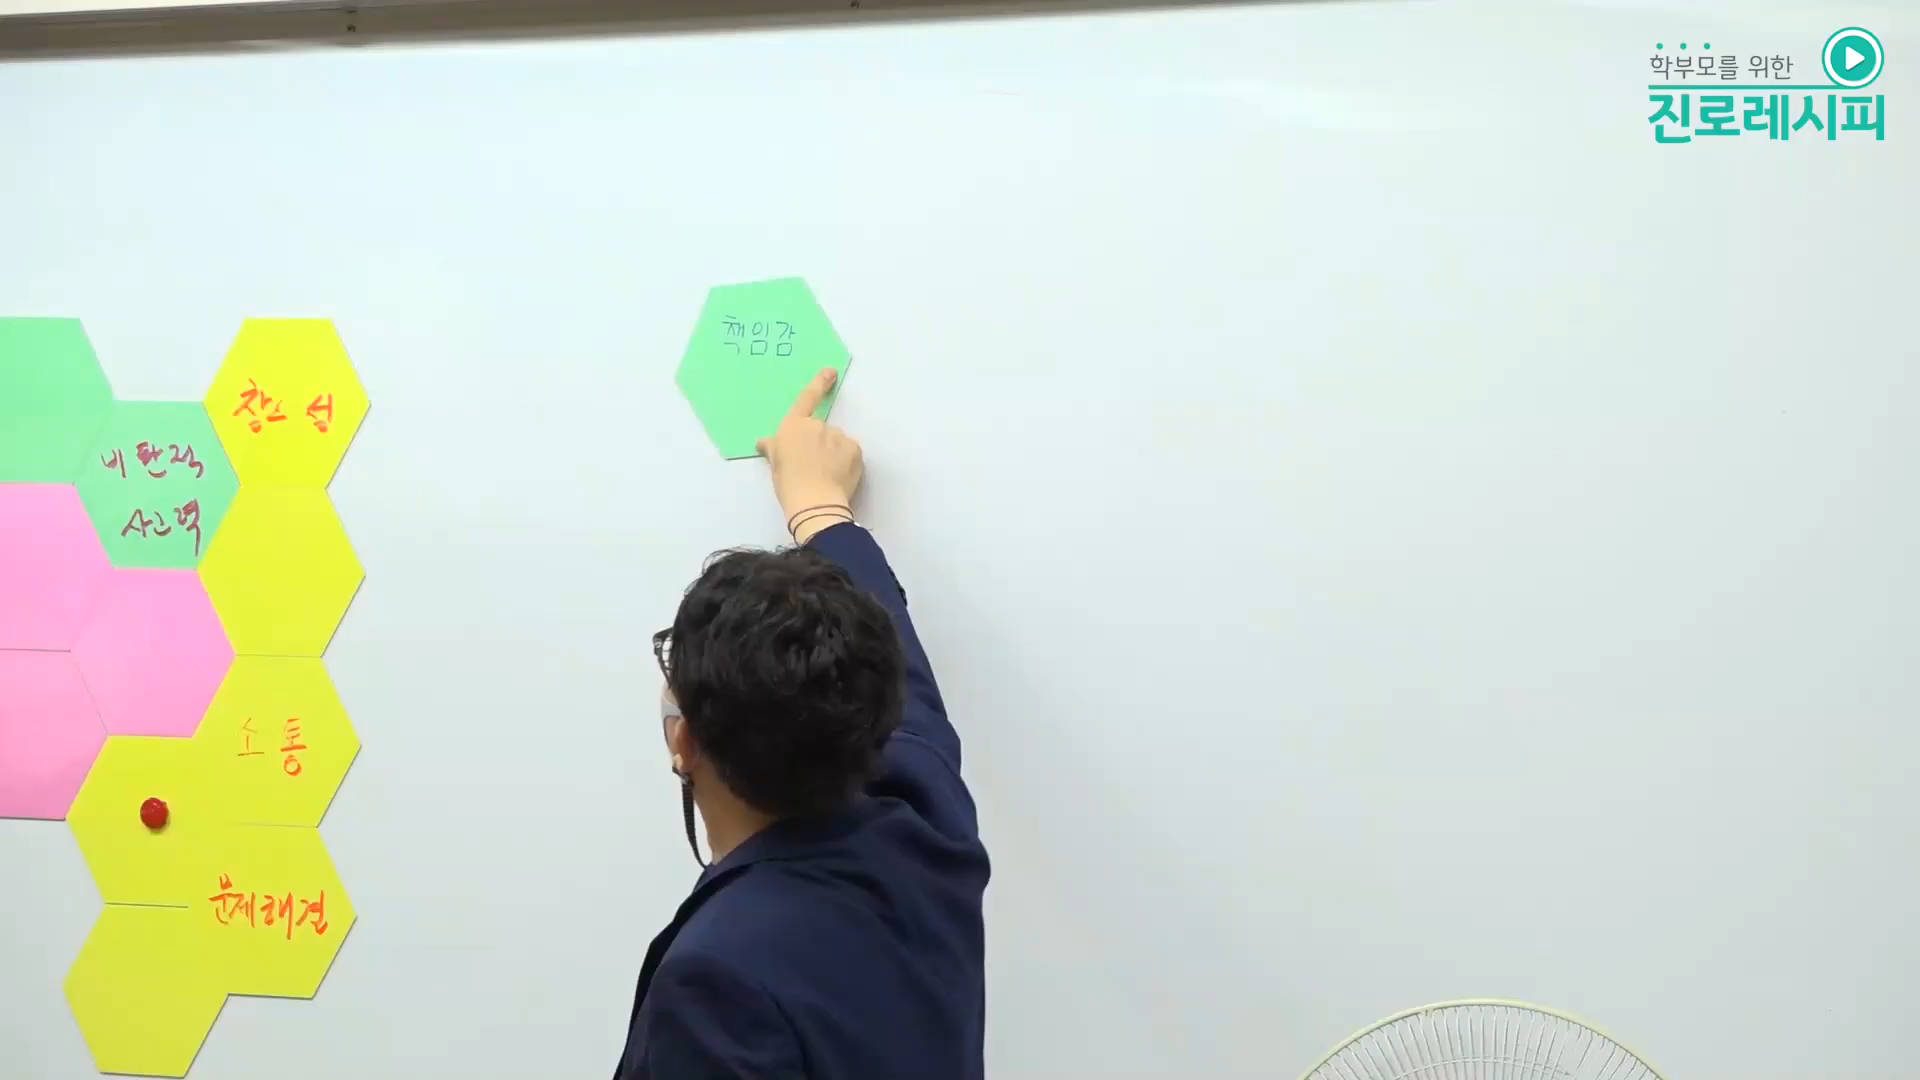 학부모를 위한
진로레시피
책임감
창의성
비판적
사고력
소통
문제해결